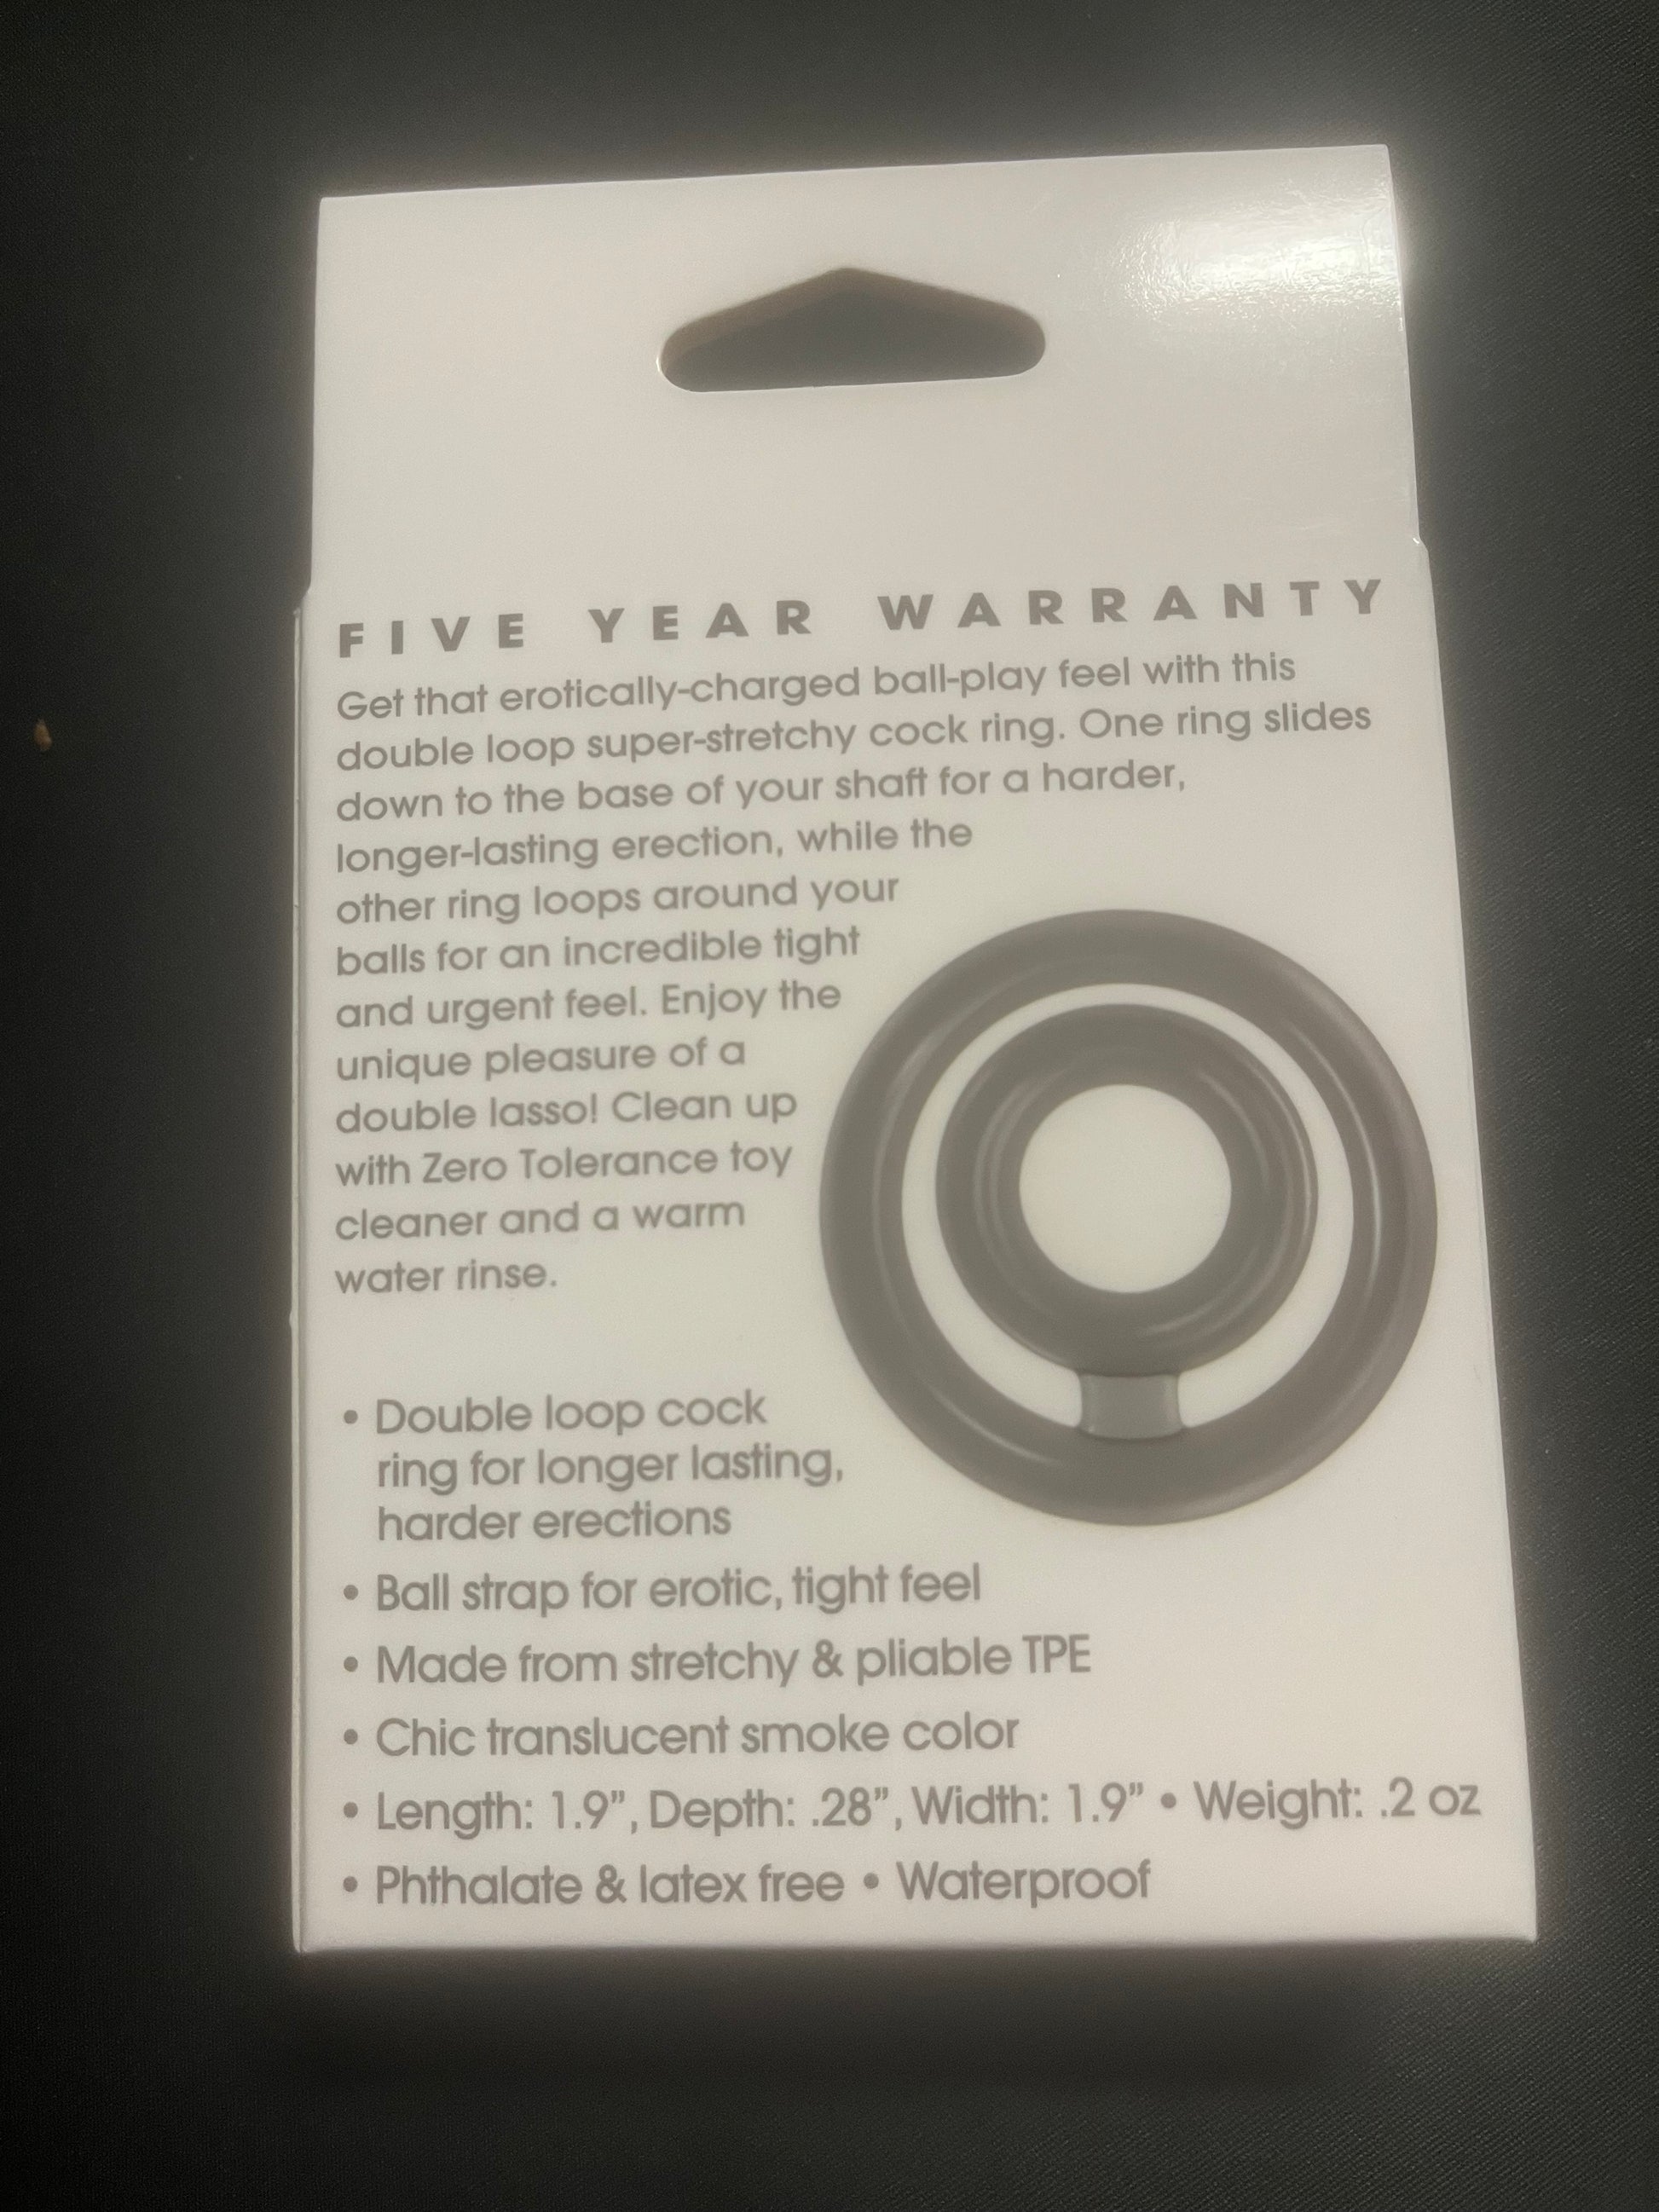 FIVE YEAR WARRANTY
Get that erotically-charged ball-play feel with this
double loop super-stretchy cock ring. One ring slides
down to the base of your shaft for a harder,
longer-lasting erection, while the
other ring loops around your
balls for an incredible tight
and urgent feel. Enjoy the
unique pleasure of a
double lasso! Clean up
with Zero Tolerance toy
cleaner and a warm
water rinse.
• Double loop cock
ring for longer lasting,
harder erections
• Ball strap for erotic, tight feel
• Made from stretchy & pliable TPE
• Chic translucent smoke color
• Length: 1.9”, Depth: .28”, Width: 1.9” • Weight: .2 oz
• Phthalate & latex free • Waterproof